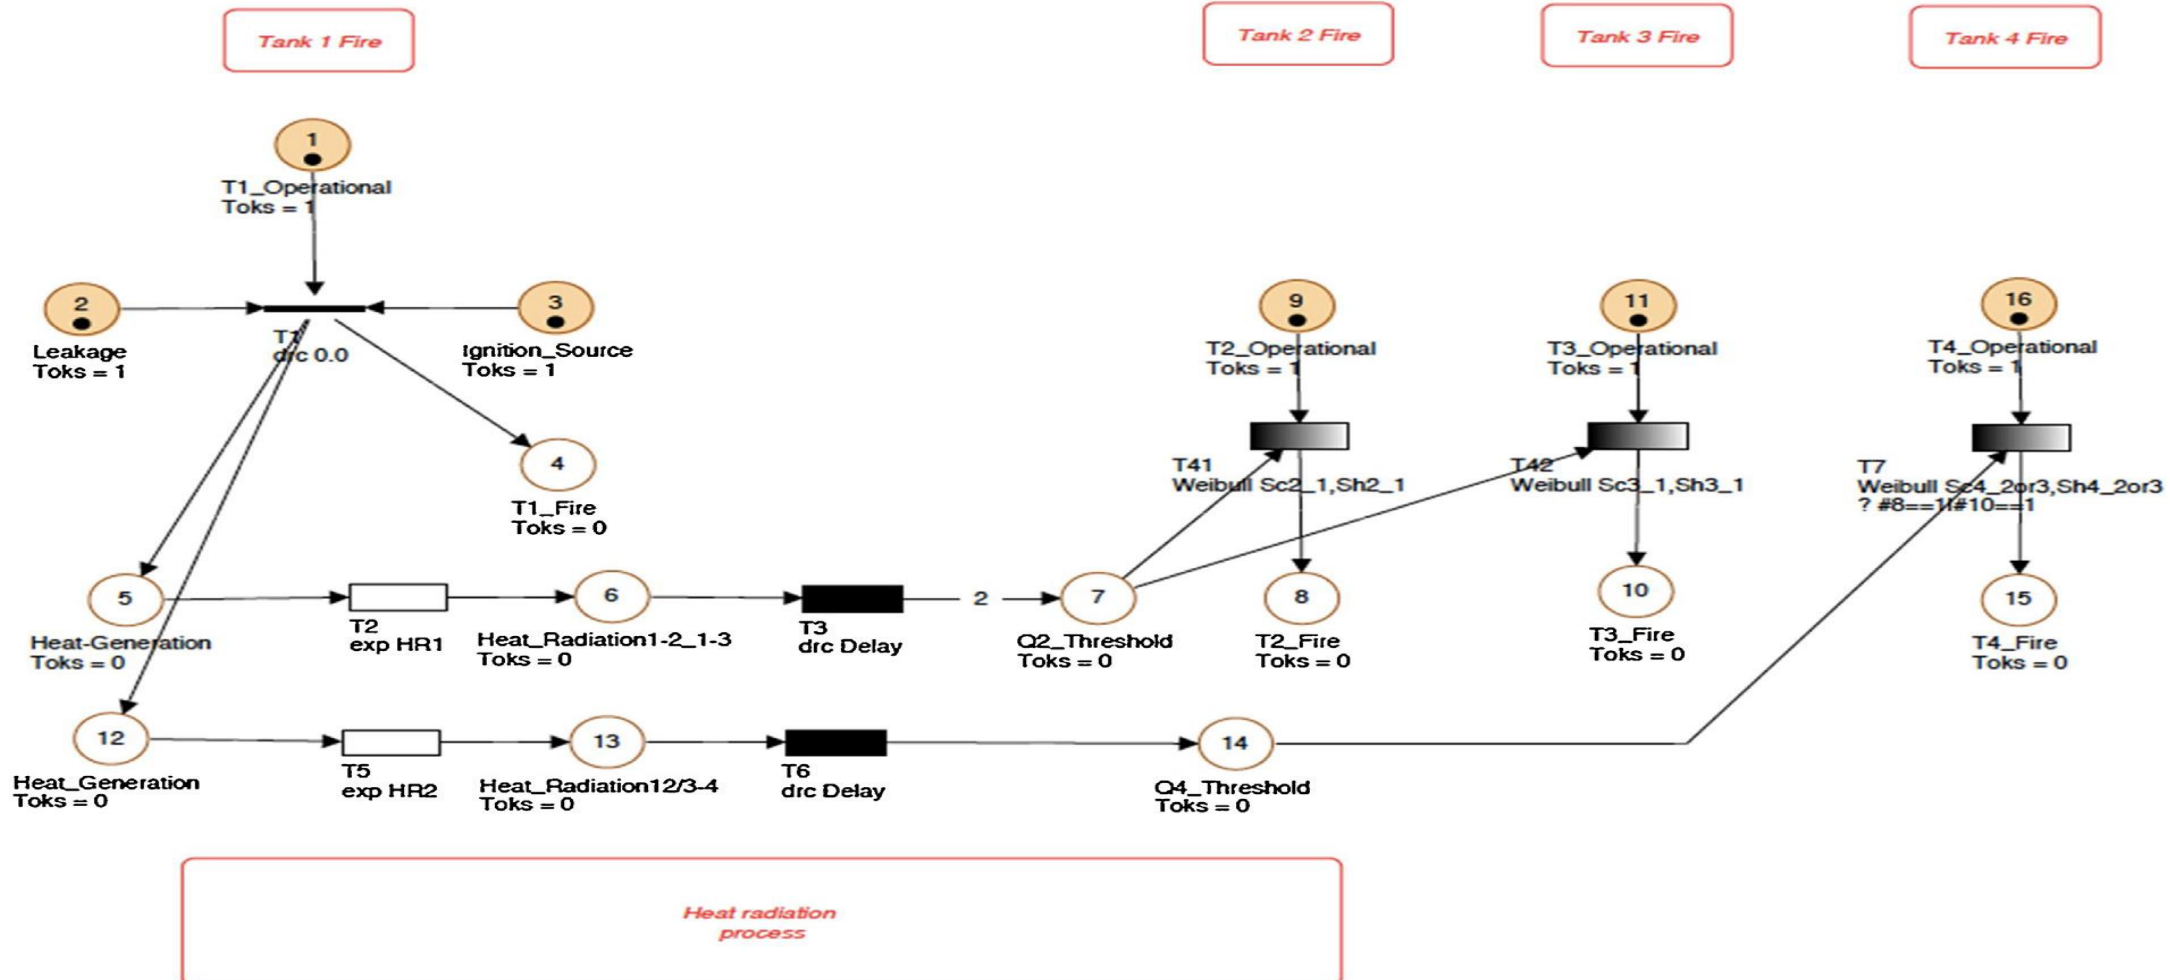 Tank 1 Fire
Tank 2 Fire
Tank 3 Fire
Tank 4 Fire
1
T1_Operational
Toks = 1
2
Leakage
Toks = 1
T1
drc 0.0
3
Ignition_Source
Toks = 1
4
T1_Fire
Toks = 0
9
T2_Operational
Toks = 1
T41
Weibull Sc2_1,Sh2_1
11
T3_Operational
Toks = 1
T42
Weibull Sc3_1,Sh3_1
16
T4_Operational
Toks = 1
T7
Weibull Sc4_2or3,Sh4_2or3
? #8==1|#10==1
5
Heat-Generation
Toks = 0
T2
exp HR1
6
Heat_Radiation1-2_1-3
Toks = 0
T3
drc Delay
2
7
Q2_Threshold
Toks = 0
8
T2_Fire
Toks = 0
10
T3_Fire
Toks = 0
15
T4_Fire
Toks = 0
12
Heat_Generation
Toks = 0
T5
exp HR2
13
Heat_Radiation12/3-4
Toks = 0
T6
drc Delay
14
Q4_Threshold
Toks = 0
Heat radiation
process